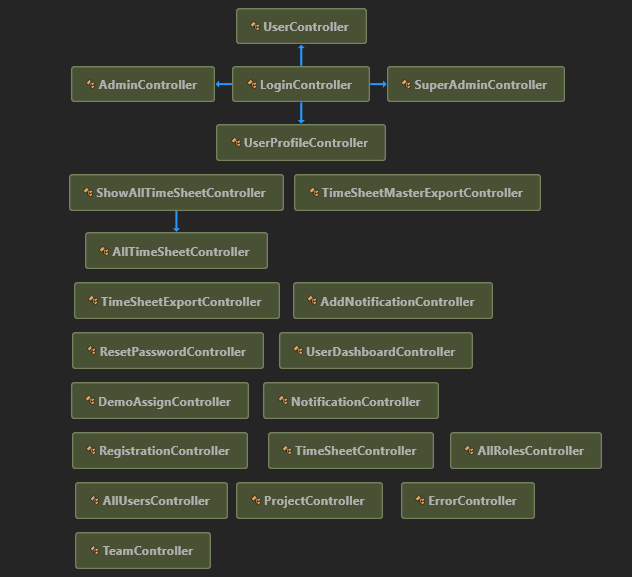 UserController
AdminController LoginController SuperAdminController
UserProfileController
ShowAllTimeSheetController TimeSheetMasterExportController
AllTimeSheetController
TimeSheetExportController AddNotificationController
ResetPasswordController UserDashboardController
DemoAssignController NotificationController
RegistrationController TimeSheetController AllRolesController
AllUsersController ProjectController ErrorController
TeamController